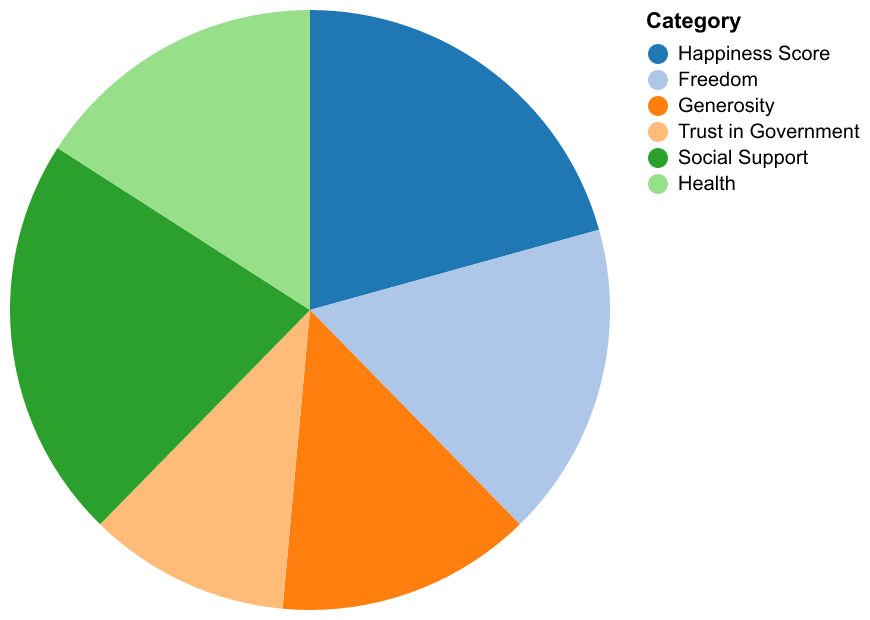 Category
Happiness Score
Freedom
Generosity
Trust in Government
Social Support
Health